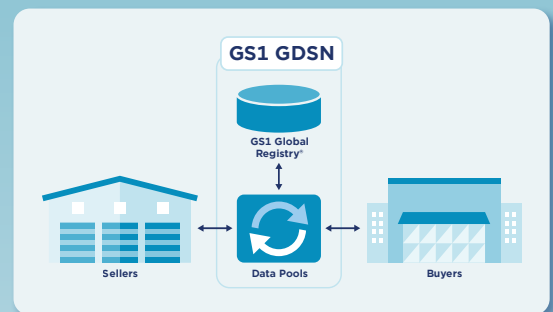 GS1 GDSN
GS1 Global
Registry®
Sellers
Data Pools
Buyers